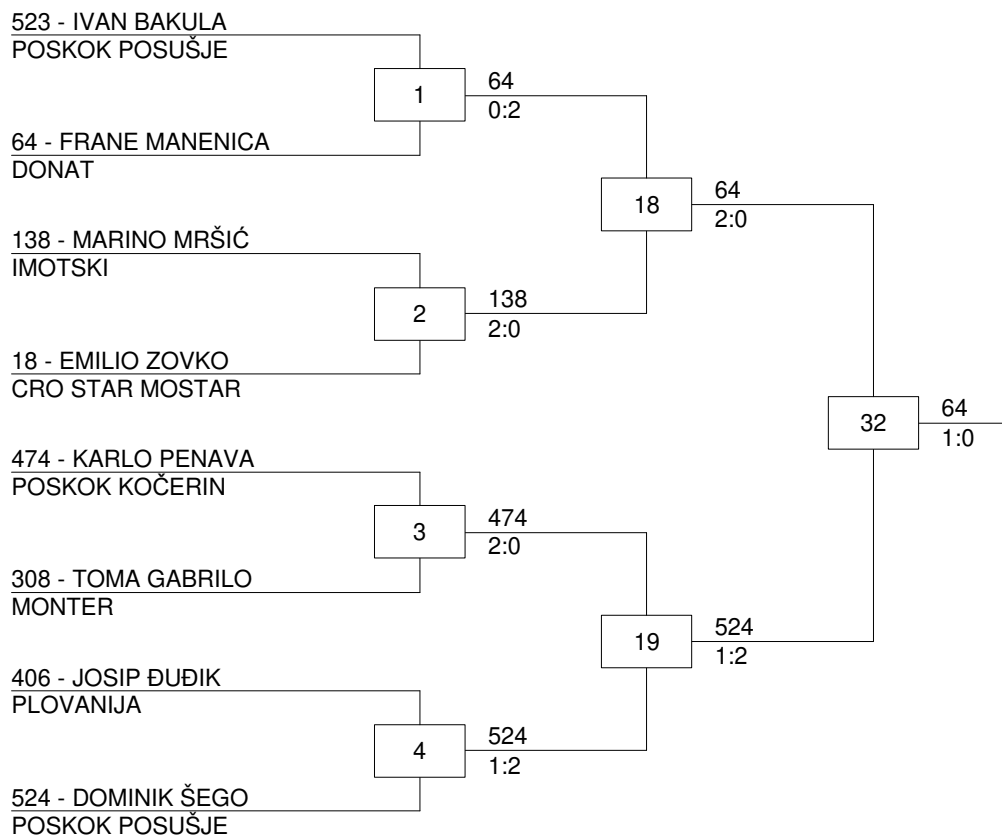 523 - IVAN BAKULA
POSKOK POSUŠJE
1
64
0:2
64 - FRANE MANENICA
DONAT
18
64
2:0
138 - MARINO MRŠIĆ
IMOTSKI
2
138
2:0
18 - EMILIO ZOVKO
CRO STAR MOSTAR
32
64
1:0
474 - KARLO PENAVA
POSKOK KOČERIN
3
474
2:0
308 - TOMA GABRILO
MONTER
19
524
1:2
406 - JOSIP ĐUĐIK
PLOVANIJA
4
524
1:2
524 - DOMINIK ŠEGO
POSKOK POSUŠJE